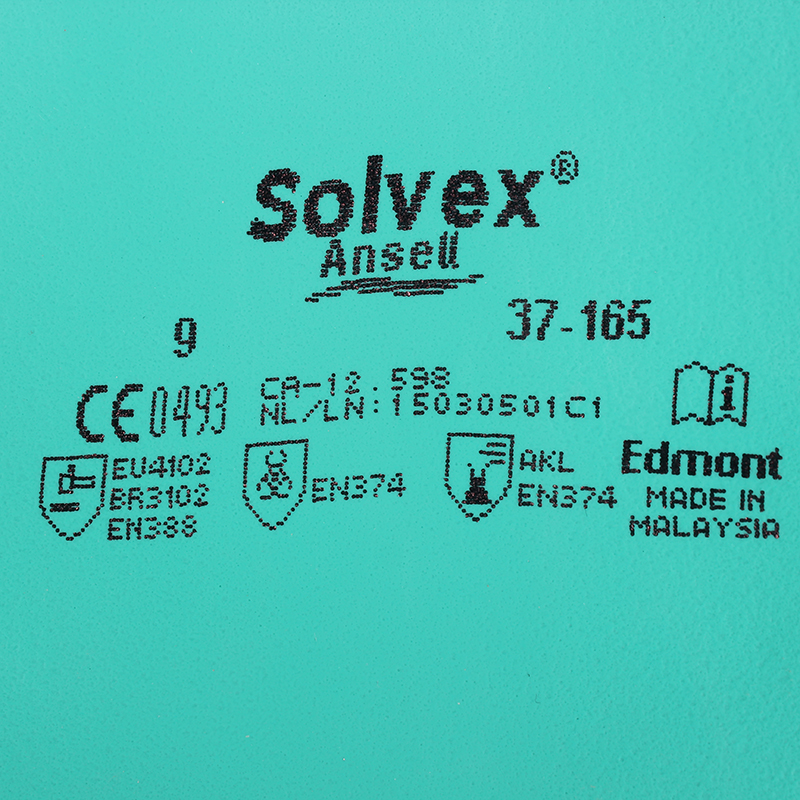 Solvex®
Ansell
9
37-165
CE0493
CA-12 598
NL/LN:15030501C1
EU4102
BR3102
EN388
EN374
AKL
EN374
i
Edmont
MADE IN
MALAYSIA